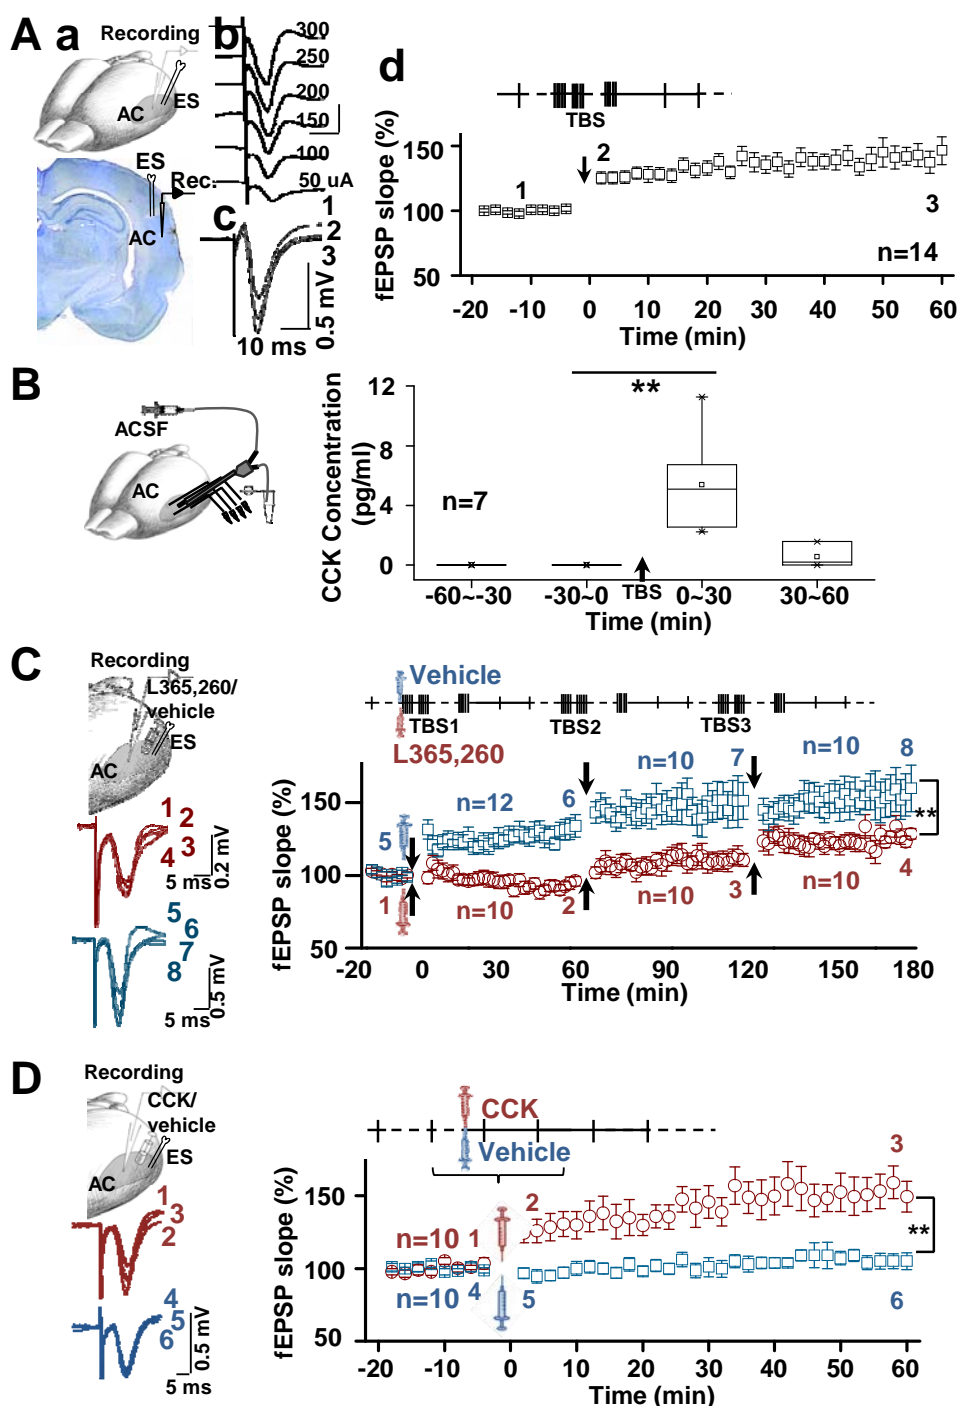 A a
Recording
AC
ES
ES
Rec.
AC
b
300
250
200
150
100
50 uA
c
1
2
3
0.5 mV
10 ms
d
TBS
fEPSP slope (%)
150
100
50
1
2
3
n=14
-20 -10 0 10 20 30 40 50 60
Time (min)
B
ACSF
AC
CCK Concentration
(pg/ml)
12
8
4
0
**
n=7
TBS
-60~-30 -30~0 0~30 30~60
Time (min)
C
Recording
L365,260/
vehicle
ES
AC
1 2
3
4
5 ms
0.2 mV
5
6
7
8
5 ms
0.5 mV
Vehicle
TBS1 TBS2 TBS3
L365,260
fEPSP slope (%)
150
100
50
n=12
n=10
n=10
5 6 7 8
1 2 3 4
n=10
n=10
n=10
**
-20 0 30 60 90 120 150 180
Time (min)
D
Recording
CCK/
vehicle
ES
AC
1
3
2
4
5
6
0.5 mV
5 ms
CCK
Vehicle
fEPSP slope (%)
150
100
50
n=10 1
2
3
n=10 4
5
6
**
-20 -10 0 10 20 30 40 50 60
Time (min)